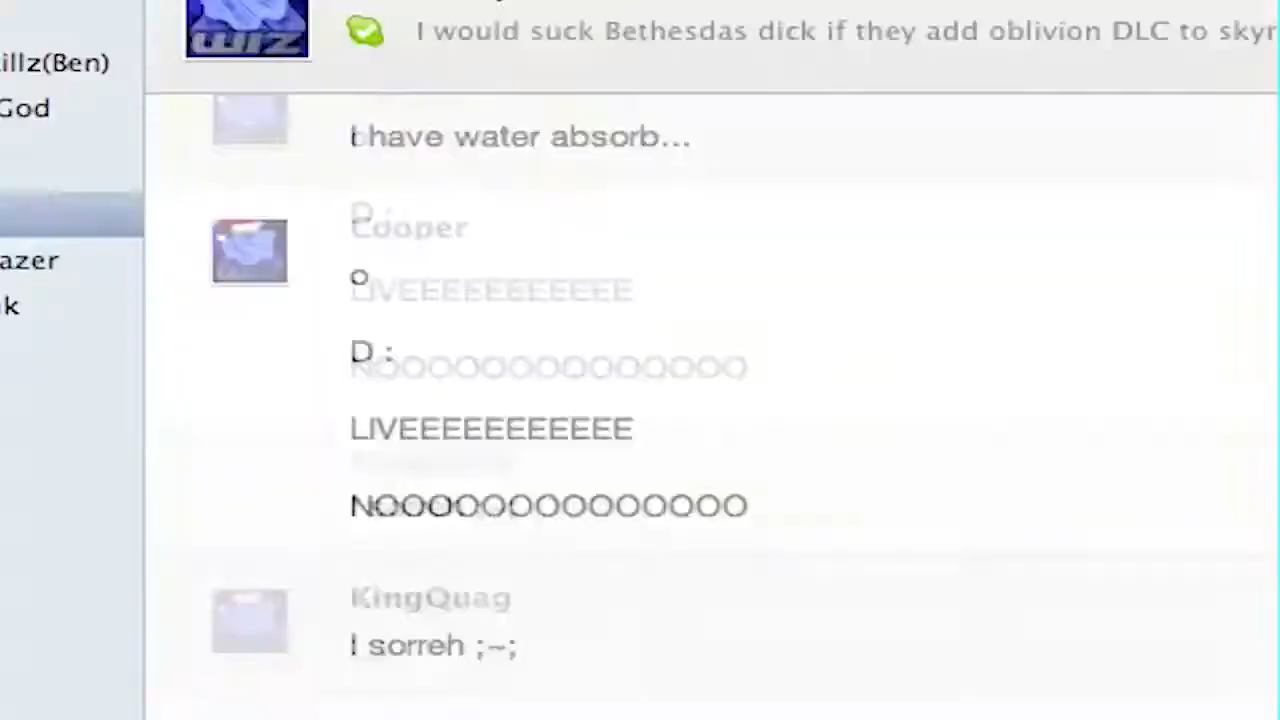 WIZ
I would suck Bethesdas dick if they add oblivion DLC to skyr
illz(Ben)
God
azer
k
I have water absorb...
D :
Cooper
o
LIVEEEEEEEEEEE
NOOOOOOOOOOOOOO
D :
LIVEEEEEEEEEEE
NOOOOOOOOOOOOOO
KingQuag
I sorreh ;~;